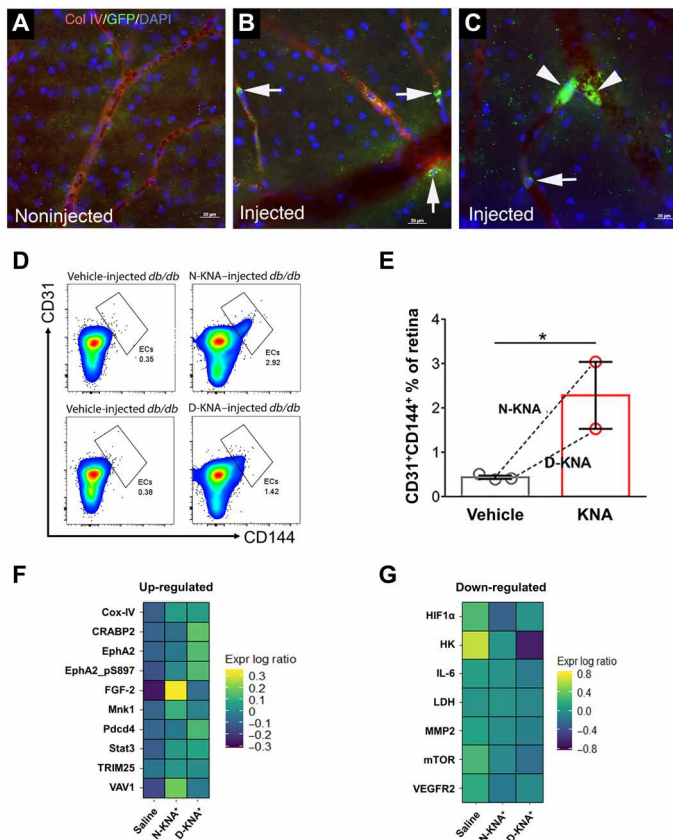 A
Col IV/GFP/DAPI
Noninjected
20 µm
B
Injected
20 µm
C
Injected
20 µm
D
Vehicle-injected db/db
N-KNA–injected db/db
CD31
ECs
0.35
ECs
2.92
Vehicle-injected db/db
D-KNA–injected db/db
ECs
0.38
ECs
1.42
CD144
E
CD31+CD144+ % of retina
4
3
2
1
0
*
N-KNA
D-KNA
Vehicle
KNA
F
Up-regulated
Cox-IV
CRABP2
EphA2
EphA2_pS897
FGF-2
Mnk1
Pdcd4
Stat3
TRIM25
VAV1
Saline
N-KNA+
D-KNA+
Expr log ratio
0.3
0.2
0.1
0
−0.1
−0.2
−0.3
G
Down-regulated
HIF1α
HK
IL-6
LDH
MMP2
mTOR
VEGFR2
Saline
N-KNA+
D-KNA+
Expr log ratio
0.8
0.4
0
−0.4
−0.8